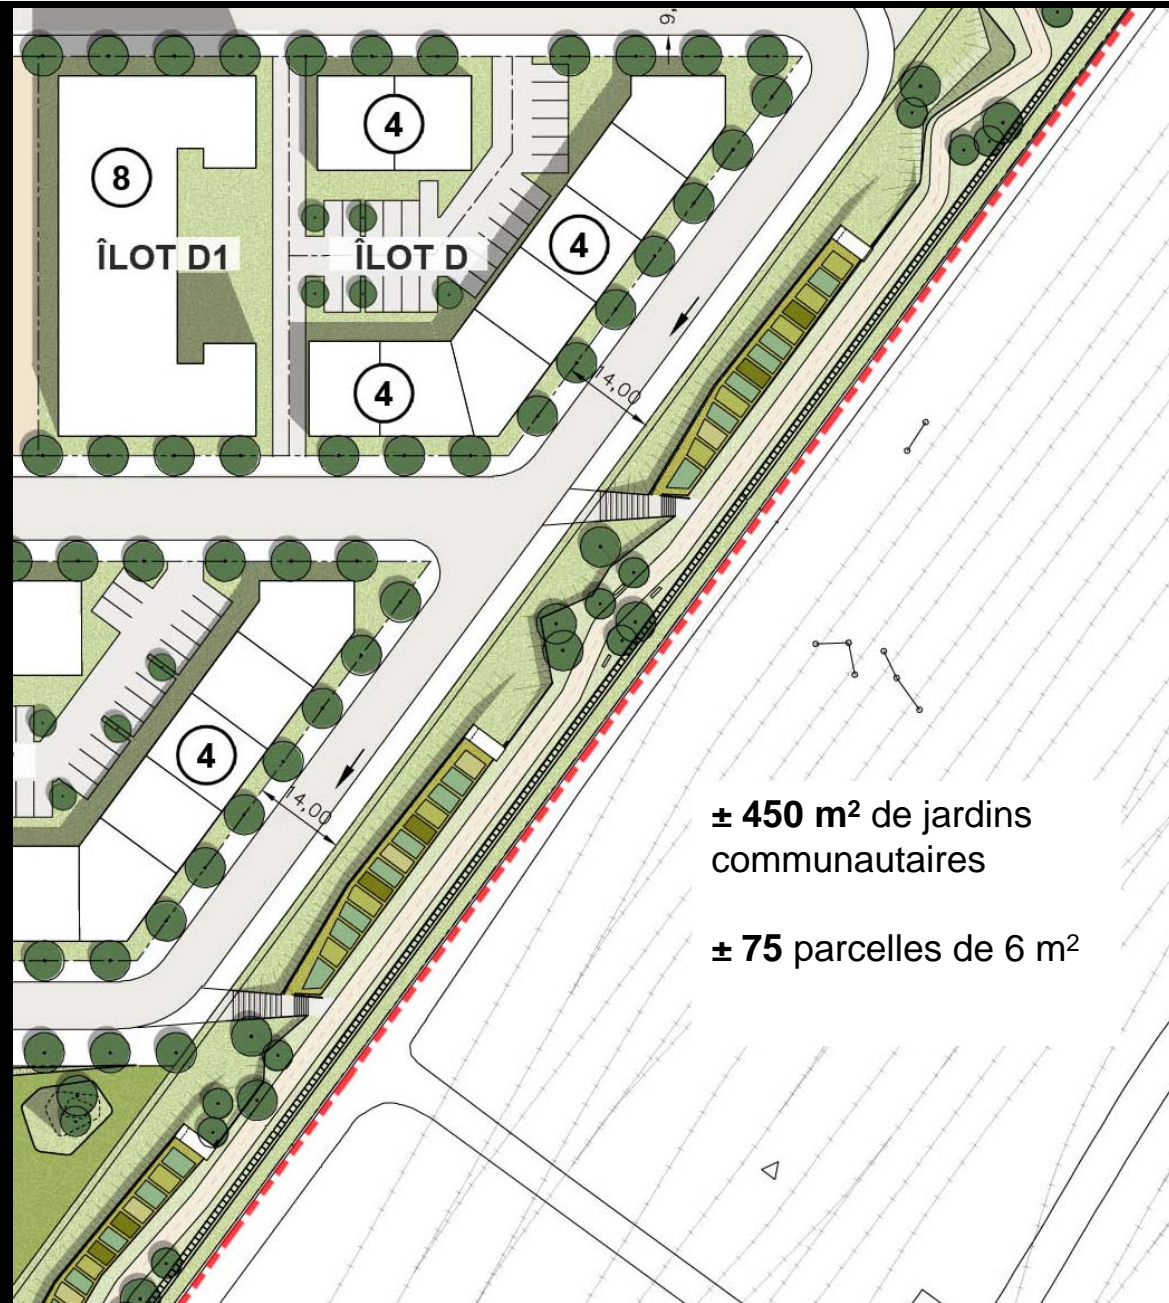 9,
4
8
4
ÎLOT D1
ÎLOT D
14,00
4
4
14,00
± 450 m² de jardins
communautaires
± 75 parcelles de 6 m²